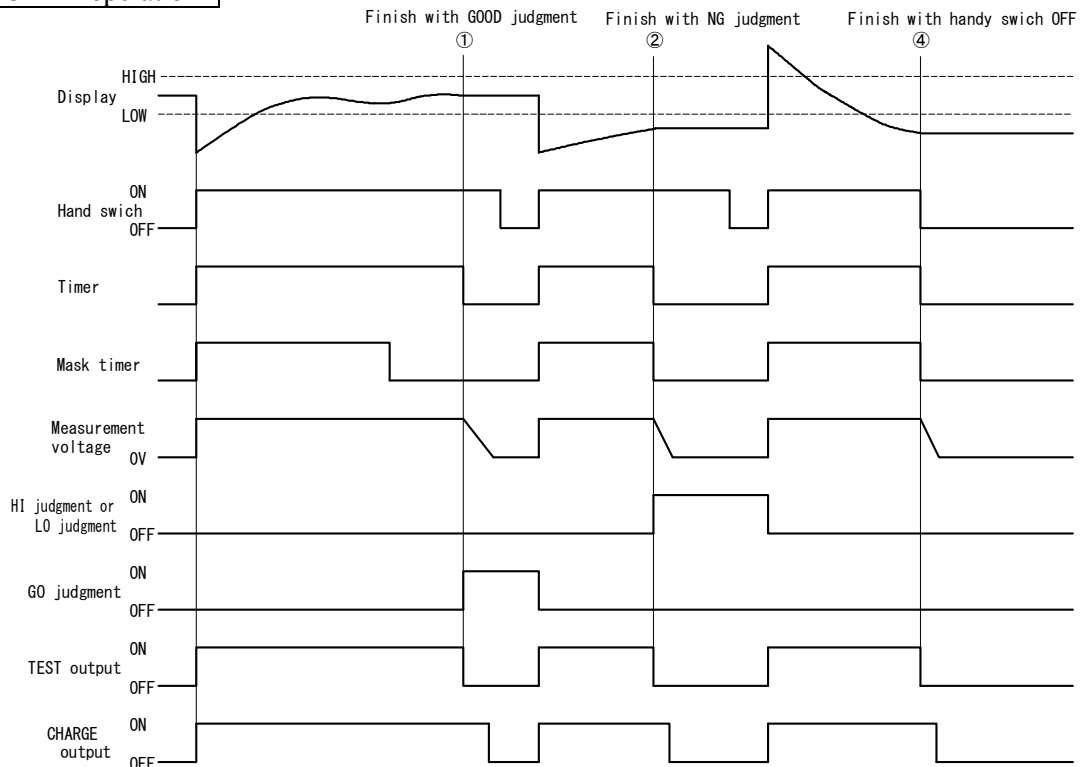 operation
Finish with GOOD judgment
Finish with NG judgment
Finish with handy swich OFF
①
②
④
HIGH
Display
LOW
ON
Hand swich
OFF
Timer
Mask timer
Measurement
voltage
0V
HI judgment or
LO judgment
ON
OFF
ON
GO judgment
OFF
ON
TEST output
OFF
ON
CHARGE
output
OFF